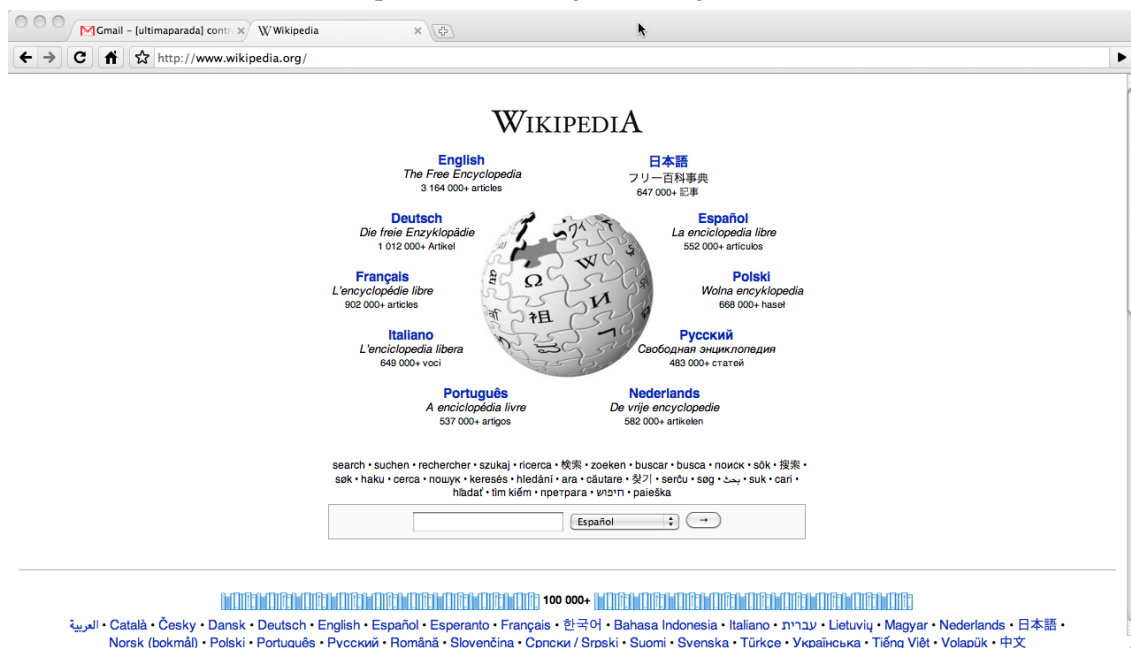 Gmail – [ultimaparada] contr
Wikipedia
http://www.wikipedia.org/
WIKIPEDIA
English
The Free Encyclopedia
3 164 000+ articles
日本語
フリー百科事典
647 000+ 記事
Deutsch
Die freie Enzyklopädie
1 012 000+ Artikel
Español
La enciclopedia libre
552 000+ artículos
Français
L'encyclopédie libre
902 000+ articles
Polski
Wolna encyklopedia
668 000+ haseł
Italiano
L'enciclopedia libera
649 000+ voci
Русский
Свободная энциклопедия
483 000+ статей
Português
A enciclopédia livre
537 000+ artigos
Nederlands
De vrije encyclopedie
582 000+ artikelen
search • suchen • rechercher • szukaj • ricerca • 検索 • zoeken • buscar • busca • поиск • sök • 搜索 •
søk • haku • cerca • пошук • keresés • hledání • ara • căutare • 찾기 • serĉu • søg • بحث • suk • cari •
hľadať • tìm kiếm • претрага • חיפוש • paieška
Español
→
100 000+
العربية • Català • Česky • Dansk • Deutsch • English • Español • Esperanto • Français • 한국어 • Bahasa Indonesia • Italiano • עברית • Lietuvių • Magyar • Nederlands • 日本語 •
Norsk (bokmål) • Polski • Português • Русский • Română • Slovenčina • Српски / Srpski • Suomi • Svenska • Türkçe • Українська • Tiếng Việt • Volapük • 中文